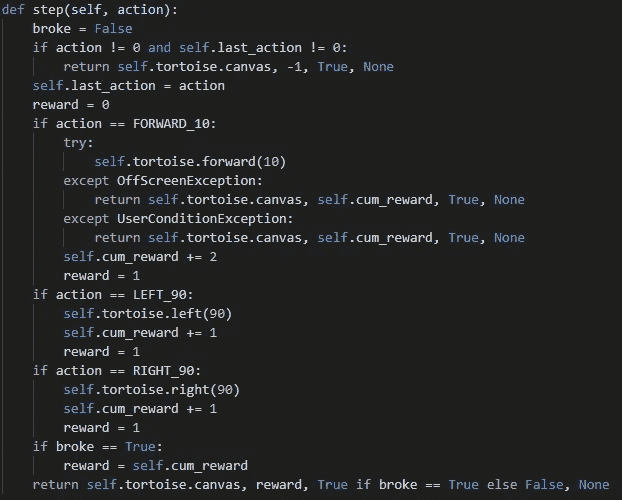 def step(self, action):
    broke = False
    if action != 0 and self.last_action != 0:
        return self.tortoise.canvas, -1, True, None
    self.last_action = action
    reward = 0
    if action == FORWARD_10:
        try:
            self.tortoise.forward(10)
        except OffScreenException:
            return self.tortoise.canvas, self.cum_reward, True, None
        except UserConditionException:
            return self.tortoise.canvas, self.cum_reward, True, None
        self.cum_reward += 2
        reward = 1
    if action == LEFT_90:
        self.tortoise.left(90)
        self.cum_reward += 1
        reward = 1
    if action == RIGHT_90:
        self.tortoise.right(90)
        self.cum_reward += 1
        reward = 1
    if broke == True:
        reward = self.cum_reward
    return self.tortoise.canvas, reward, True if broke == True else False, None